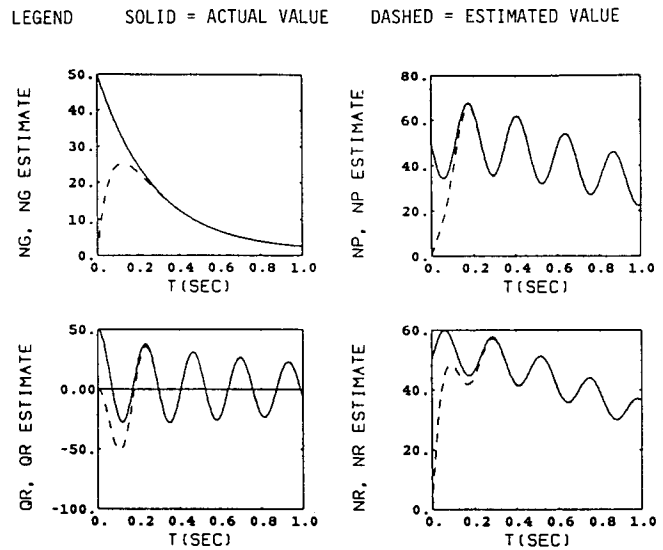 LEGEND SOLID = ACTUAL VALUE DASHED = ESTIMATED VALUE
NG, NG ESTIMATE
50.
40.
30.
20.
10.
0.
0. 0.2 0.4 0.6 0.8 1.0
T(SEC)
NP, NP ESTIMATE
80.
60.
40.
20.
0.
0. 0.2 0.4 0.6 0.8 1.0
T(SEC)
QR, QR ESTIMATE
50.
0.00
-50.
-100.
0. 0.2 0.4 0.6 0.8 1.0
T(SEC)
NR, NR ESTIMATE
60.
40.
20.
0.
0. 0.2 0.4 0.6 0.8 1.0
T(SEC)